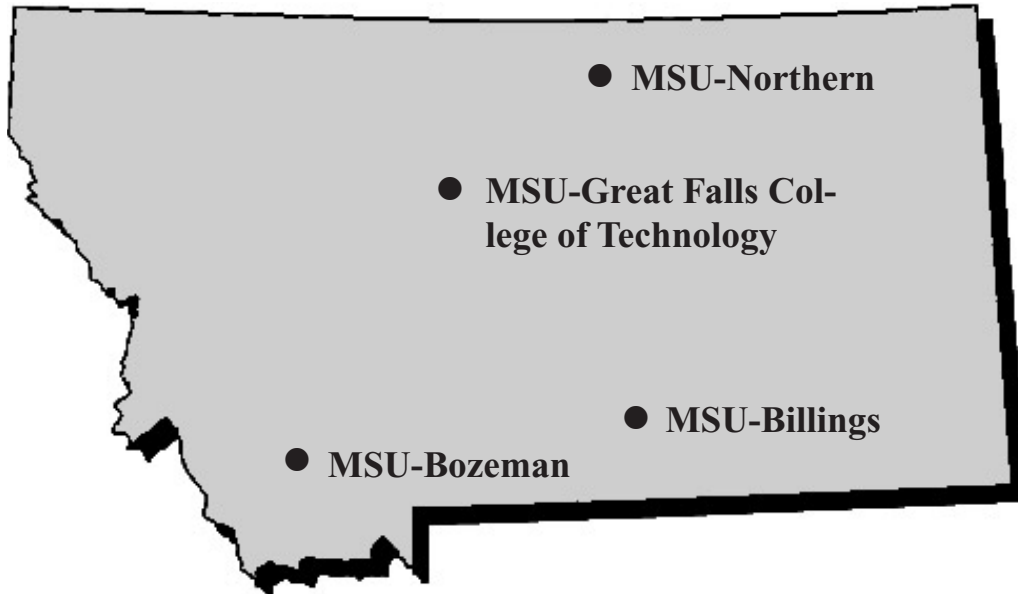 MSU-Northern
MSU-Great Falls Col-
lege of Technology
MSU-Billings
MSU-Bozeman